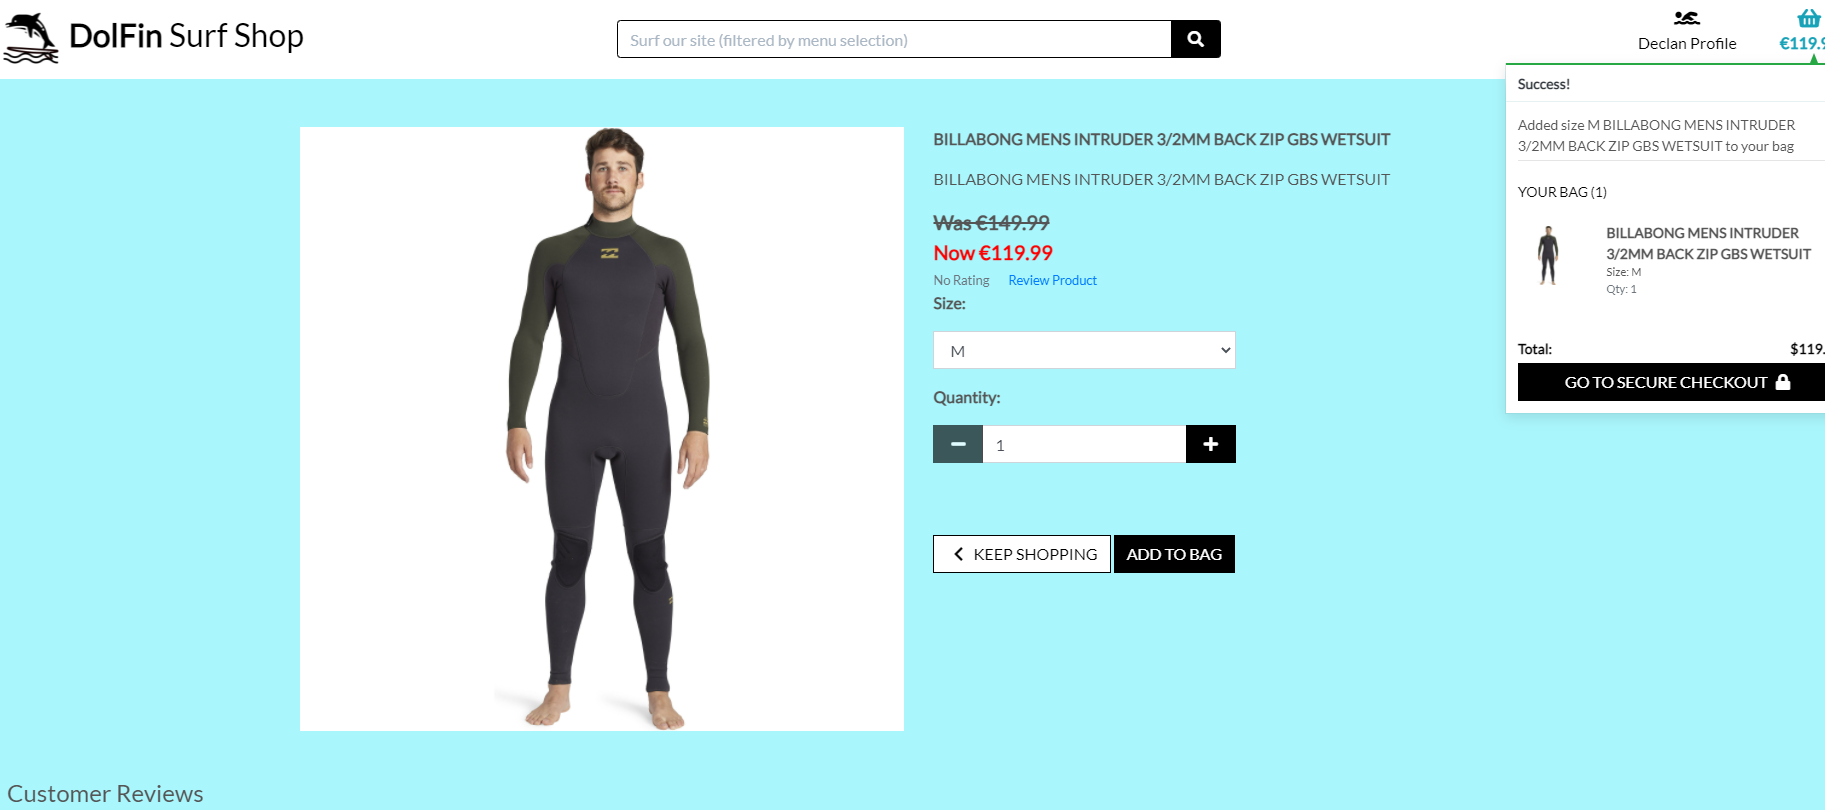 DolFin Surf Shop
Surf our site (filtered by menu selection)
Declan Profile
€119.9
Success!
Added size M BILLABONG MENS INTRUDER
3/2MM BACK ZIP GBS WETSUIT to your bag
YOUR BAG (1)
BILLABONG MENS INTRUDER
3/2MM BACK ZIP GBS WETSUIT
Size: M
Qty: 1
Total: $119.
GO TO SECURE CHECKOUT
BILLABONG MENS INTRUDER 3/2MM BACK ZIP GBS WETSUIT
BILLABONG MENS INTRUDER 3/2MM BACK ZIP GBS WETSUIT
Was €149.99
Now €119.99
No Rating Review Product
Size:
M
Quantity:
1
KEEP SHOPPING ADD TO BAG
Customer Reviews